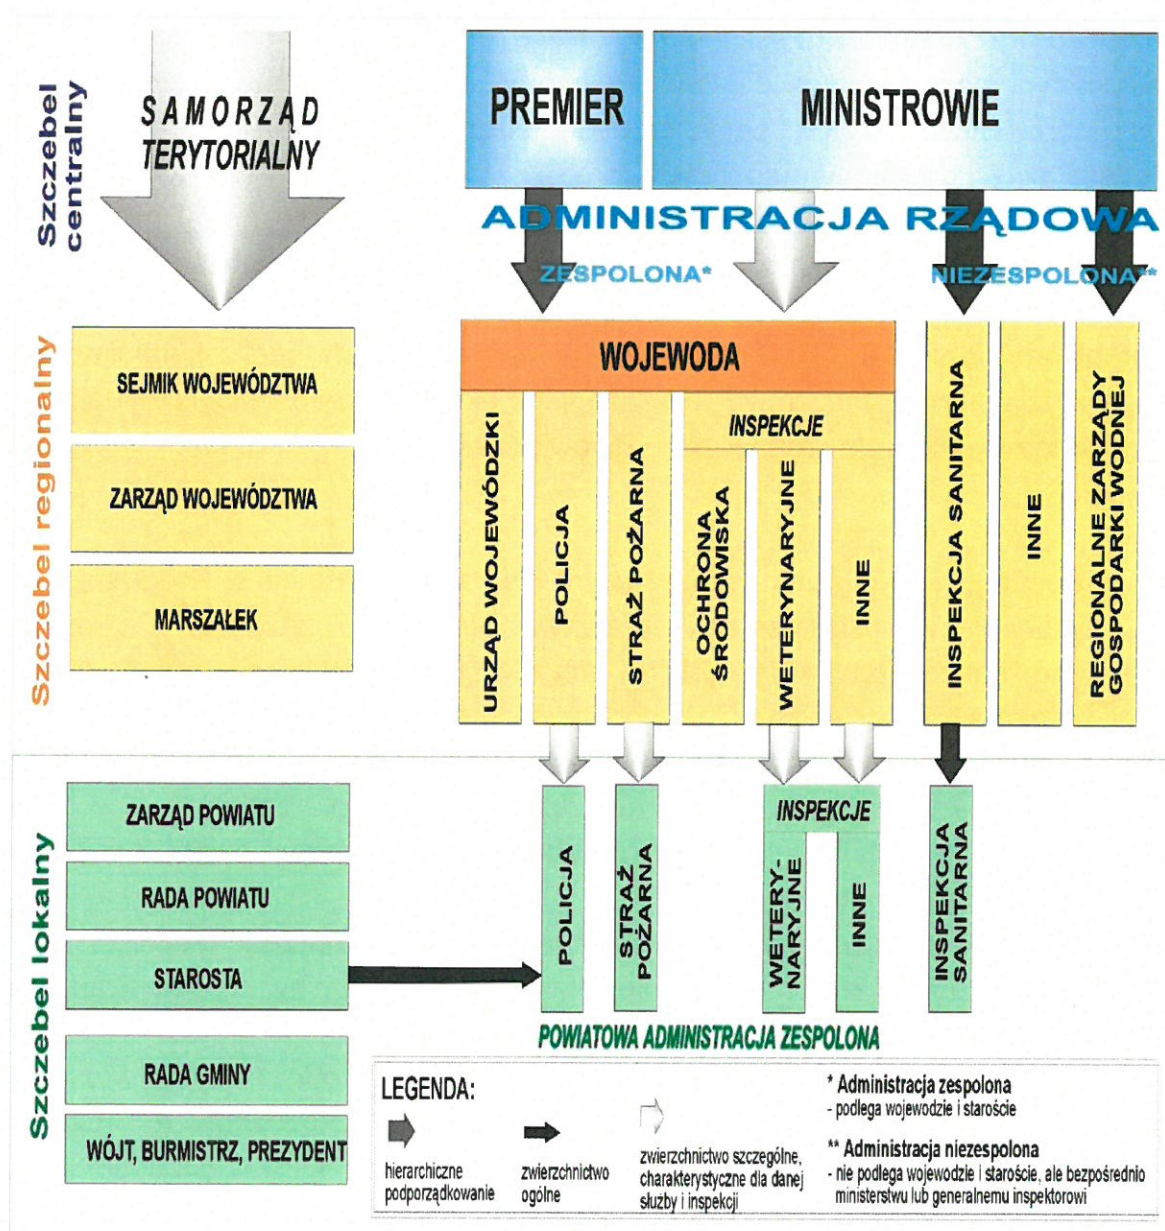 Szczebel
centralny
SAMORZĄD
TERYTORIALNY
PREMIER
MINISTROWIE
ADMINISTRACJA RZĄDOWA
ZESPOLONA*
NIEZESPOLONA**
Szczebel regionalny
SEJMIK WOJEWÓDZTWA
ZARZĄD WOJEWÓDZTWA
MARSZAŁEK
WOJEWODA
URZĄD WOJEWÓDZKI
POLICJA
STRAŻ POŻARNA
INSPEKCJE
OCHRONA
ŚRODOWISKA
WETERYNARYJNE
INNE
INSPEKCJA SANITARNA
INNE
REGIONALNE ZARZĄDY
GOSPODARKI WODNEJ
Szczebel lokalny
ZARZĄD POWIATU
RADA POWIATU
STAROSTA
RADA GMINY
WÓJT, BURMISTRZ, PREZYDENT
POLICJA
STRAŻ
POŻARNA
INSPEKCJE
WETERY-
NARYJNE
INNE
INSPEKCJA
SANITARNA
POWIATOWA ADMINISTRACJA ZESPOLONA
LEGENDA:
hierarchiczne
podporządkowanie
zwierzchnictwo
ogólne
zwierzchnictwo szczególne,
charakterystyczne dla danej
służby i inspekcji
* Administracja zespolona
- podlega wojewodzie i staroście
** Administracja niezespolona
- nie podlega wojewodzie i staroście, ale bezpośrednio
ministerstwu lub generalnemu inspektorowi